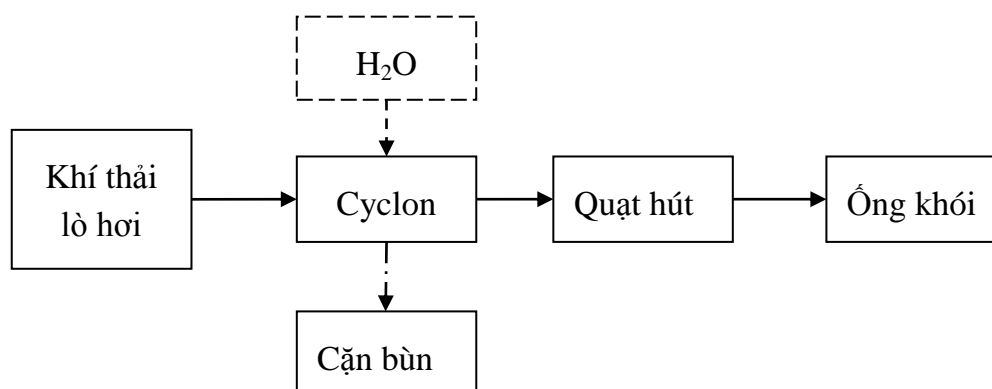 H₂O
Khí thải
lò hơi
Cyclon
Quạt hút
Ống khói
Cặn bùn